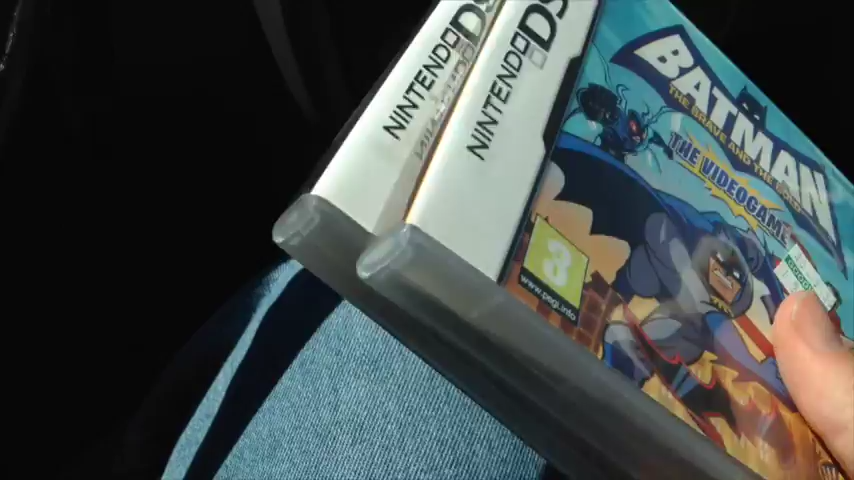 NINTENDO DS
NINTENDO DS
BATMAN
THE BRAVE AND THE BOLD
THE VIDEOGAME
3
www.pegi.info